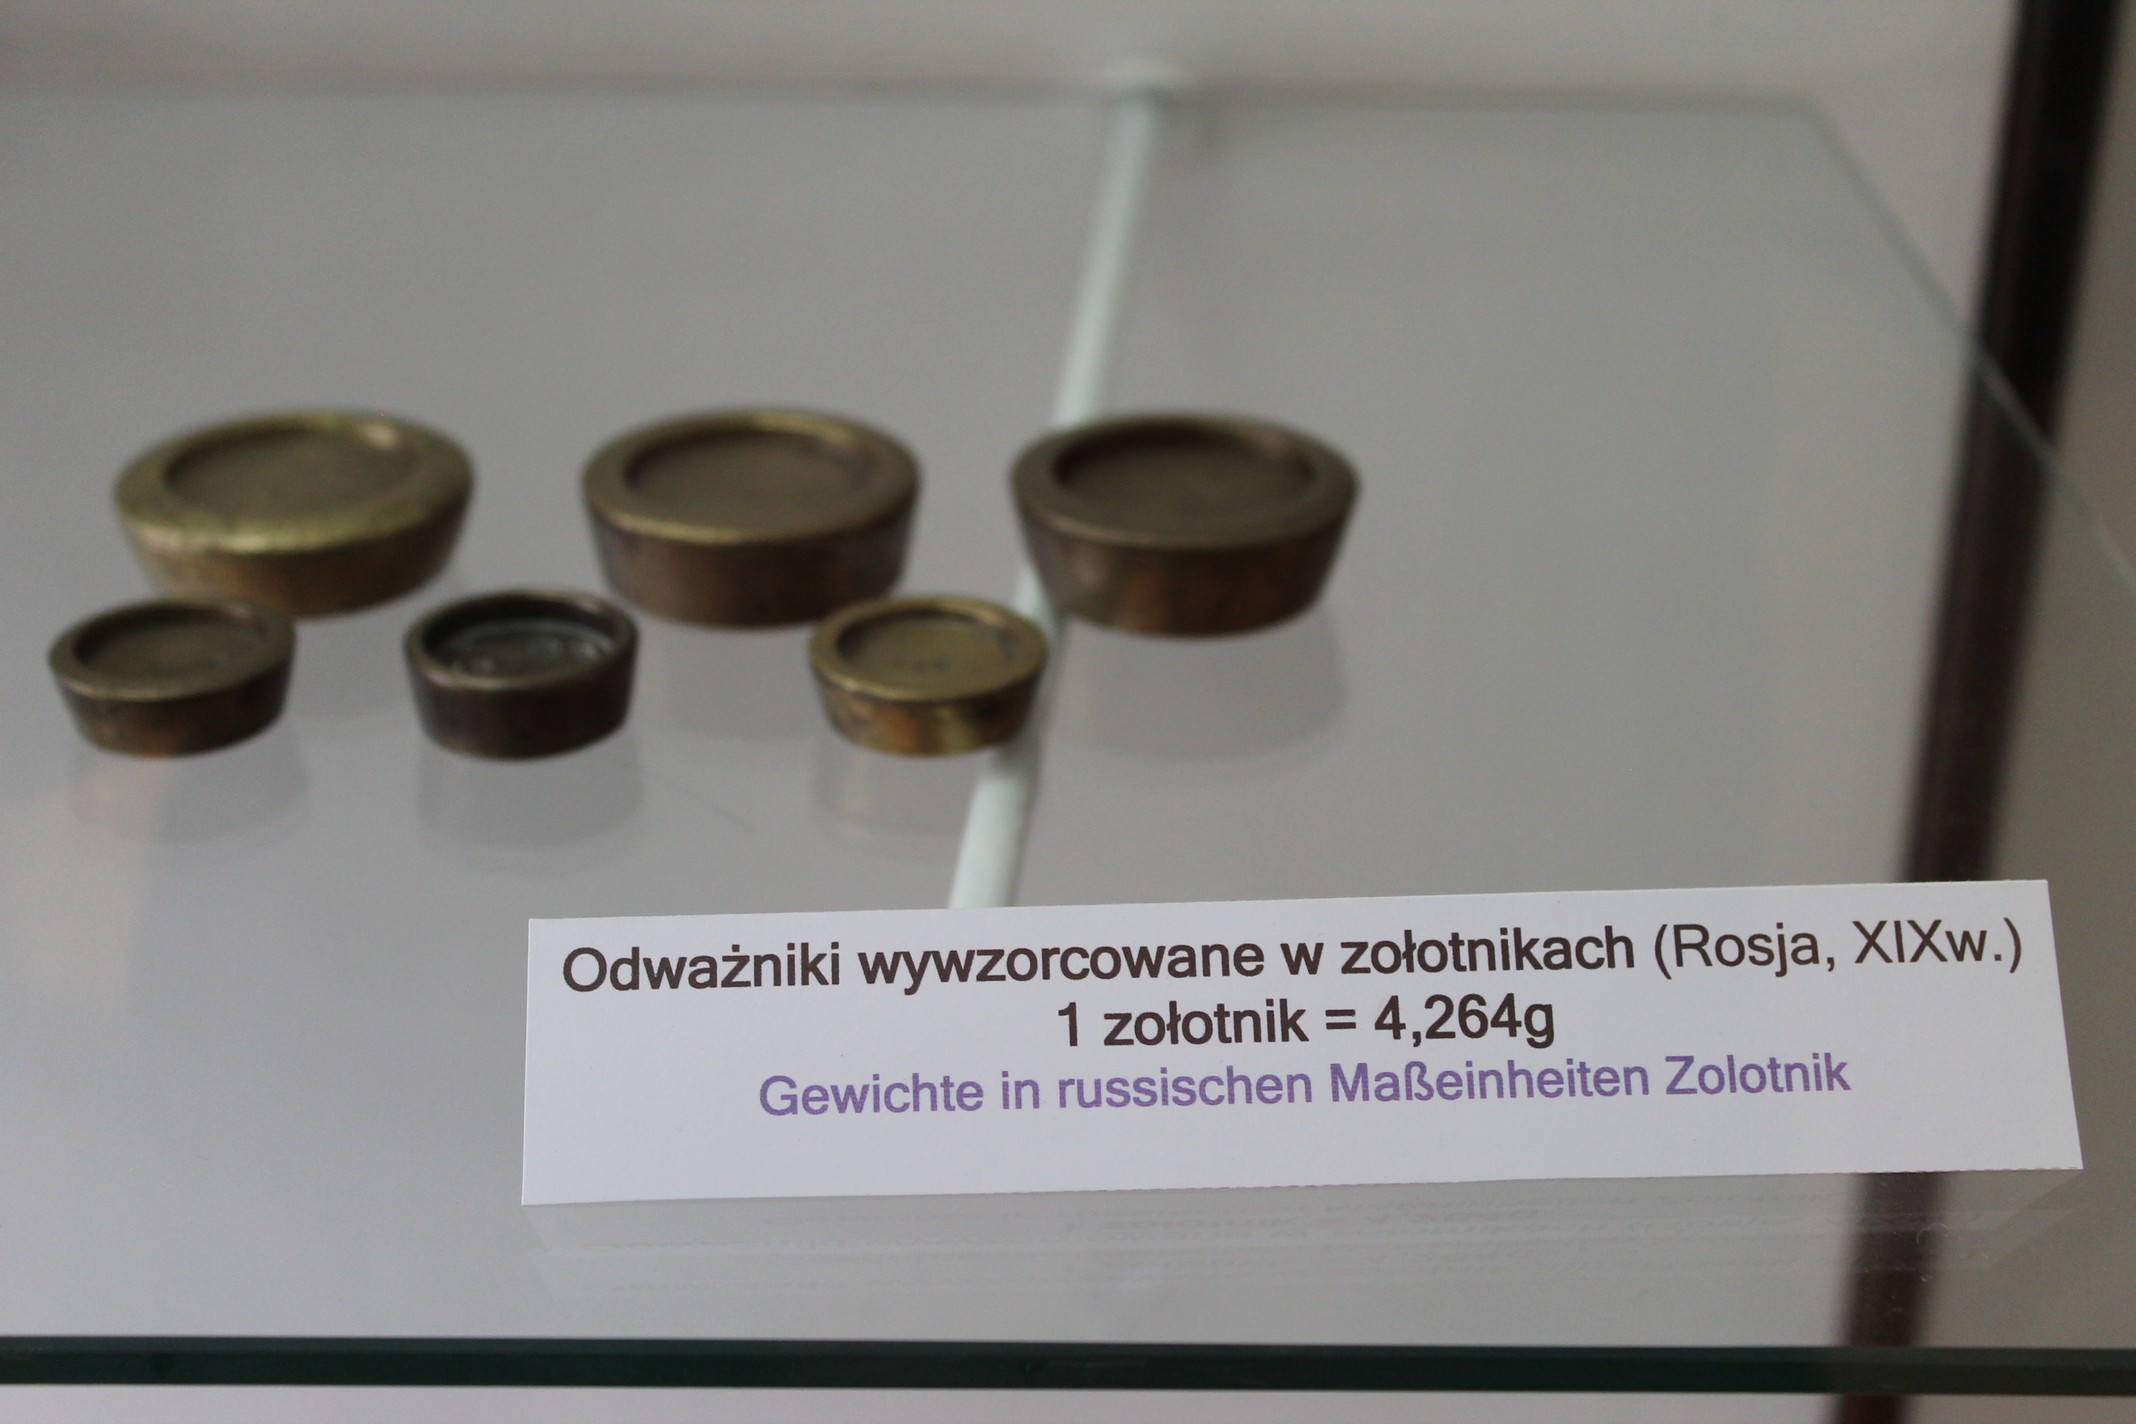 Odważniki wywzorcowane w zołotnikach (Rosja, XIXw.)
1 zołotnik = 4,264g
Gewichte in russischen Maßeinheiten Zolotnik